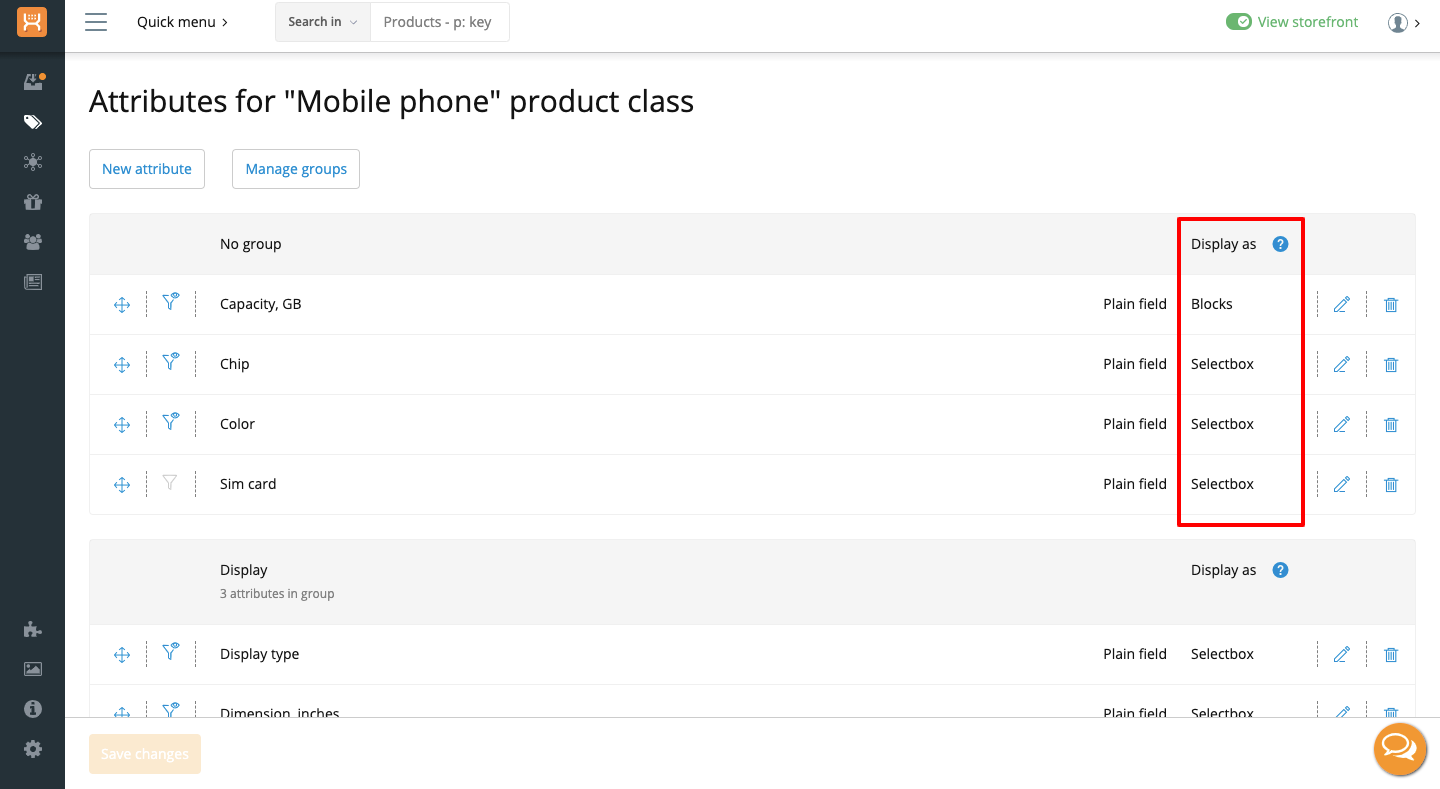 Quick menu
Search in
Products - p: key
View storefront
Attributes for "Mobile phone" product class
New attribute
Manage groups
No group
Display as
?
Capacity, GB
Plain field
Blocks
Chip
Plain field
Selectbox
Color
Plain field
Selectbox
Sim card
Plain field
Selectbox
Display
3 attributes in group
Display as
?
Display type
Plain field
Selectbox
Dimension, inches
Plain field
Selectbox
Save changes